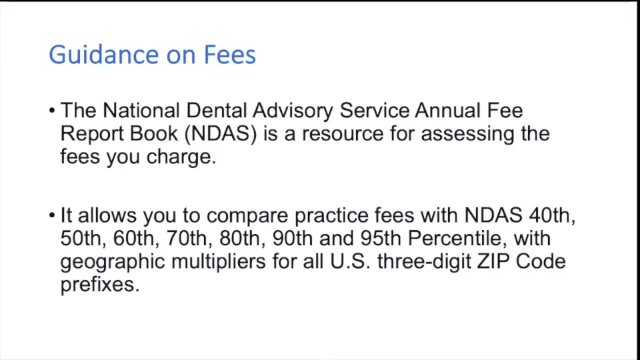 Guidance on Fees
• The National Dental Advisory Service Annual Fee
Report Book (NDAS) is a resource for assessing the
fees you charge.
• It allows you to compare practice fees with NDAS 40th,
50th, 60th, 70th, 80th, 90th and 95th Percentile, with
geographic multipliers for all U.S. three-digit ZIP Code
prefixes.